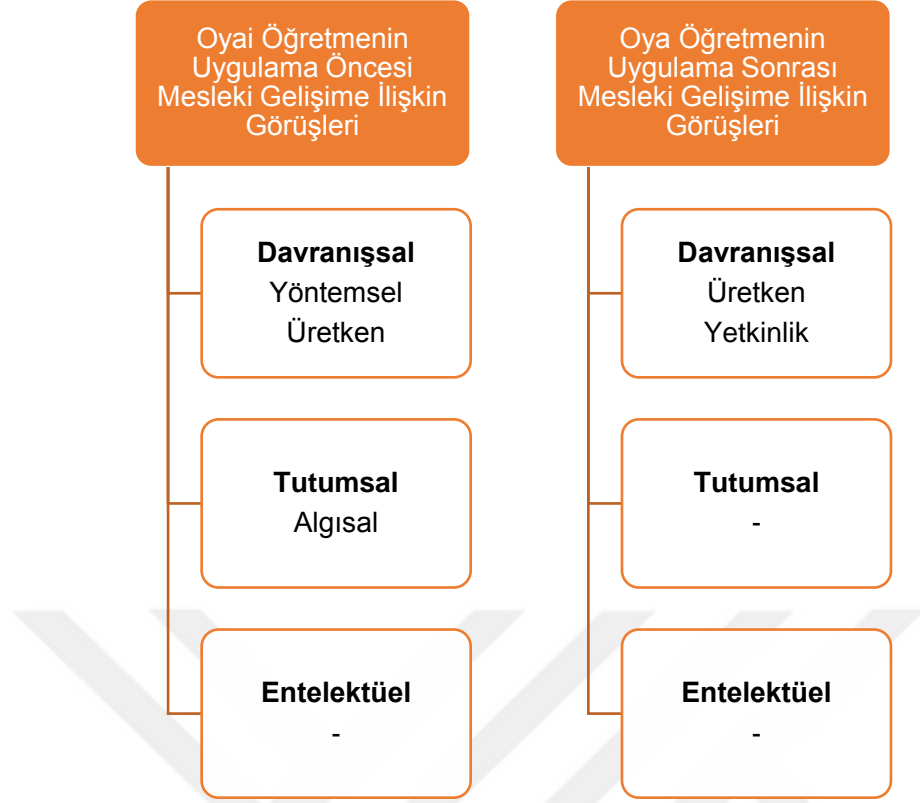 Oyai Öğretmenin
Uygulama Öncesi
Mesleki Gelişime İlişkin
Görüşleri
Davranışsal
Yöntemsel
Üretken
Tutumsal
Algısal
Entelektüel
-
Oya Öğretmenin
Uygulama Sonrası
Mesleki Gelişime İlişkin
Görüşleri
Davranışsal
Üretken
Yetkinlik
Tutumsal
-
Entelektüel
-